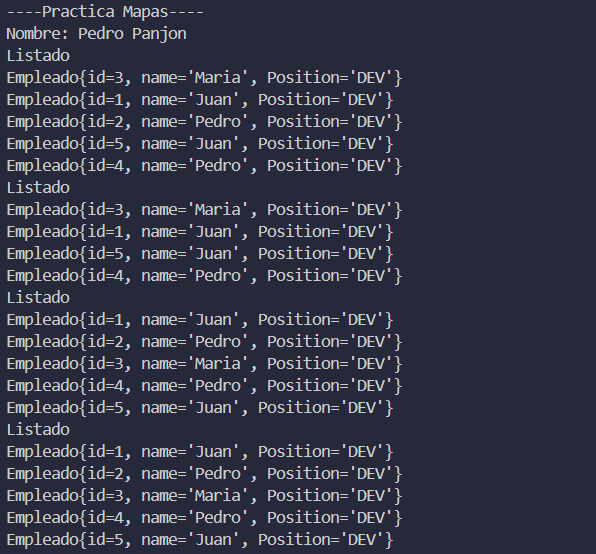 ----Practica Mapas----
Nombre: Pedro Panjon
Listado
Empleado{id=3, name='Maria', Position='DEV'}
Empleado{id=1, name='Juan', Position='DEV'}
Empleado{id=2, name='Pedro', Position='DEV'}
Empleado{id=5, name='Juan', Position='DEV'}
Empleado{id=4, name='Pedro', Position='DEV'}
Listado
Empleado{id=3, name='Maria', Position='DEV'}
Empleado{id=1, name='Juan', Position='DEV'}
Empleado{id=5, name='Juan', Position='DEV'}
Empleado{id=4, name='Pedro', Position='DEV'}
Listado
Empleado{id=1, name='Juan', Position='DEV'}
Empleado{id=2, name='Pedro', Position='DEV'}
Empleado{id=3, name='Maria', Position='DEV'}
Empleado{id=4, name='Pedro', Position='DEV'}
Empleado{id=5, name='Juan', Position='DEV'}
Listado
Empleado{id=1, name='Juan', Position='DEV'}
Empleado{id=2, name='Pedro', Position='DEV'}
Empleado{id=3, name='Maria', Position='DEV'}
Empleado{id=4, name='Pedro', Position='DEV'}
Empleado{id=5, name='Juan', Position='DEV'}